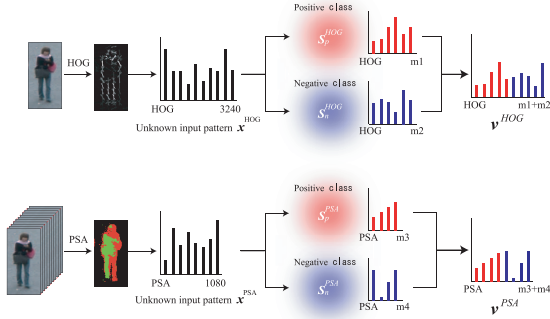 Positive class
S_p^HOG
HOG m1
HOG
HOG 3240
Unknown input pattern x^HOG
Negative class
S_n^HOG
HOG m2
HOG m1+m2
v^HOG
Positive class
S_p^PSA
PSA m3
PSA
PSA 1080
Unknown input pattern x^PSA
Negative class
S_n^PSA
PSA m4
PSA m3+m4
v^PSA